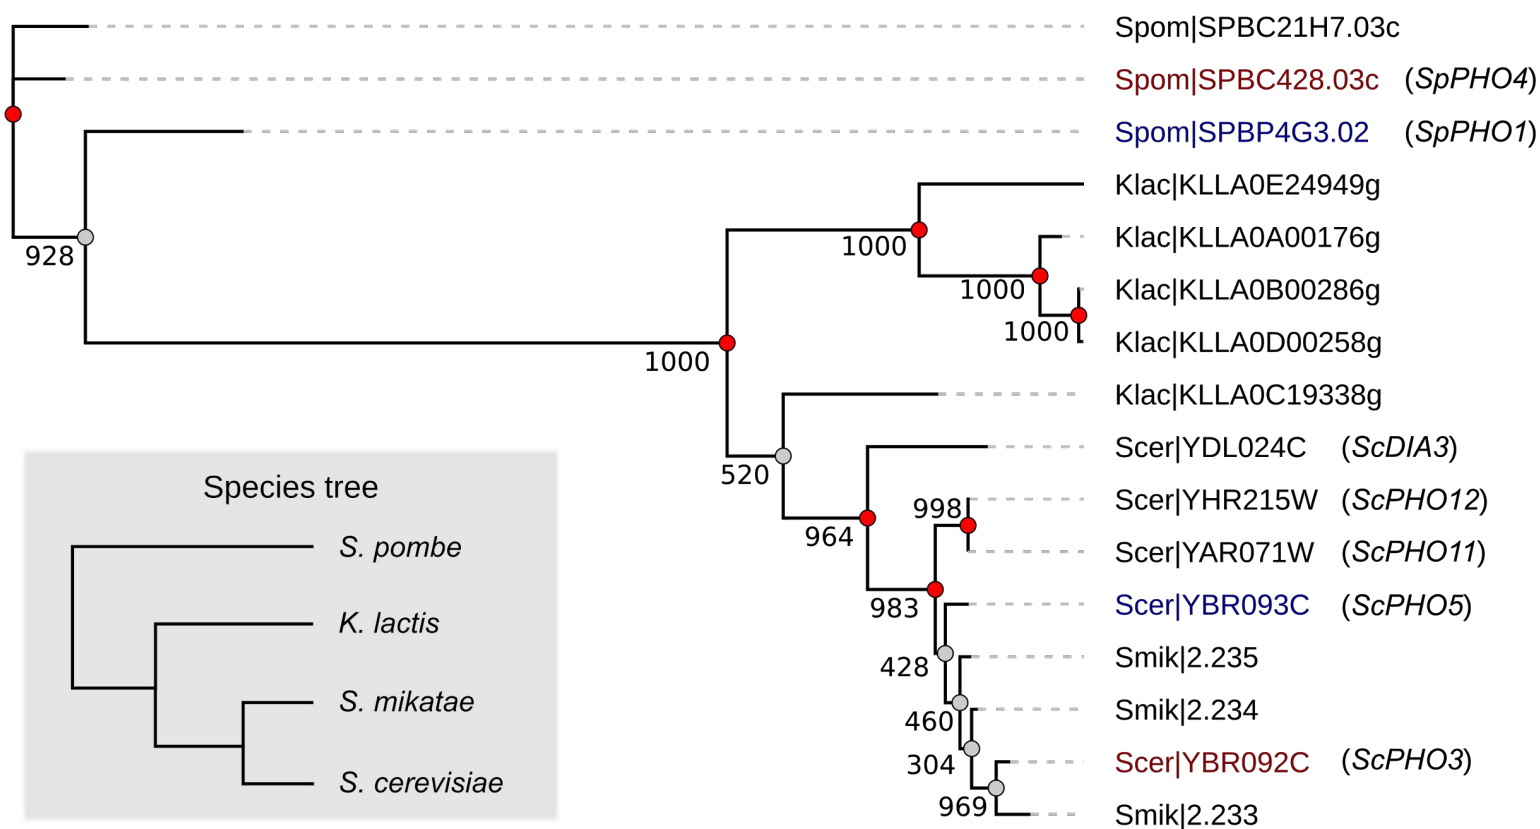 Spom|SPBC21H7.03c
Spom|SPBC428.03c (SpPHO4)
Spom|SPBP4G3.02 (SpPHO1)
Klac|KLLA0E24949g
1000
Klac|KLLA0A00176g
928
1000
Klac|KLLA0B00286g
1000
Klac|KLLA0D00258g
1000
Klac|KLLA0C19338g
Scer|YDL024C (ScDIA3)
520
Species tree
Scer|YHR215W (ScPHO12)
998
964
S. pombe
Scer|YAR071W (ScPHO11)
Scer|YBR093C (ScPHO5)
983
K. lactis
Smik|2.235
428
S. mikatae
Smik|2.234
460
Scer|YBR092C (ScPHO3)
304
S. cerevisiae
969
Smik|2.233